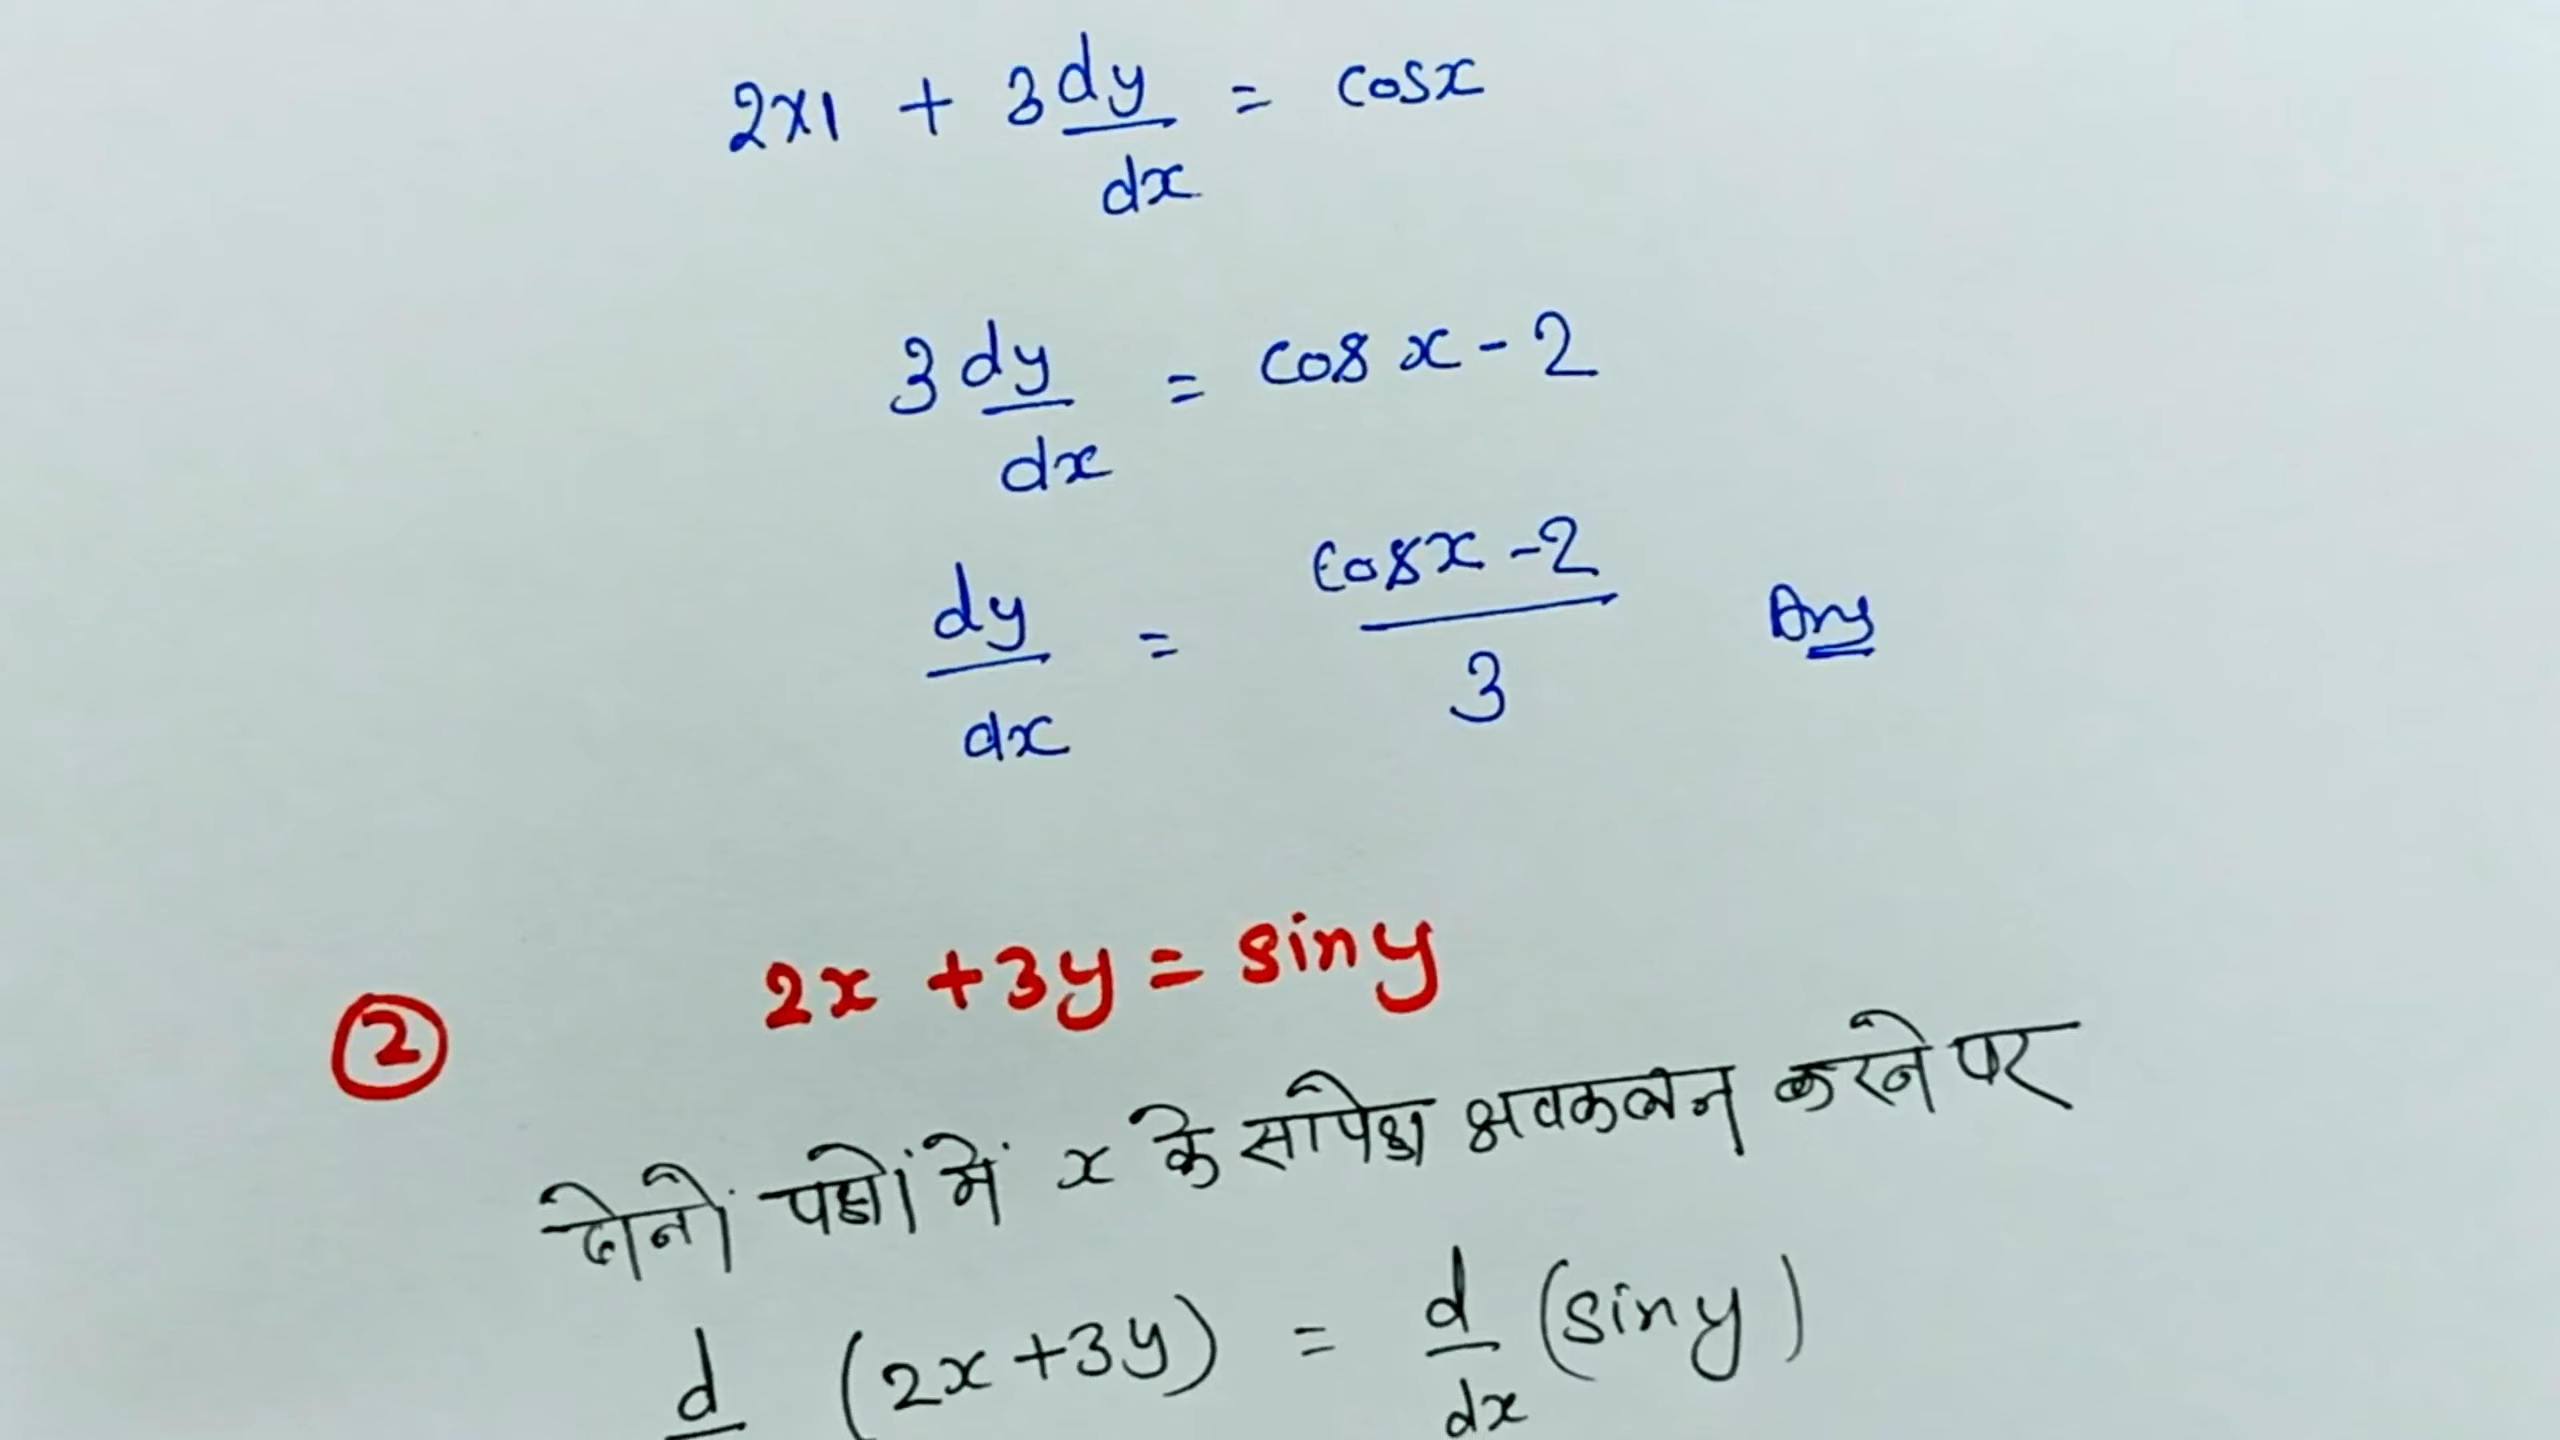 2x1 + 3 dy/dx = cosx
3 dy/dx = cos x - 2
dy/dx = cosx - 2 / 3 Ans
② 2x + 3y = siny
दोनों पक्षों में x के सापेक्ष अवकलन करने पर
d (2x + 3y) = d/dx (siny)